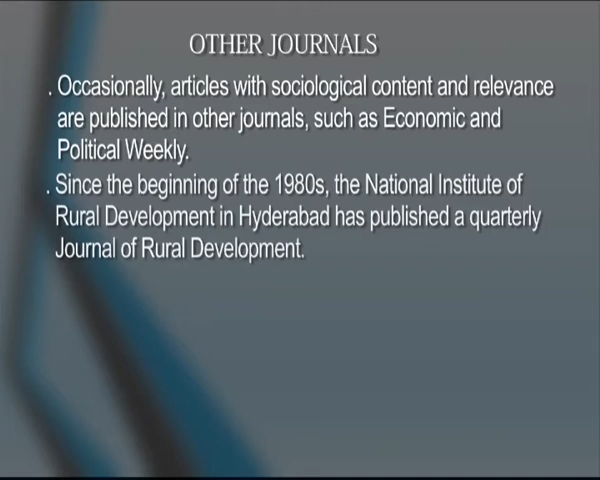 OTHER JOURNALS
. Occasionally, articles with sociological content and relevance
are published in other journals, such as Economic and
Political Weekly.
. Since the beginning of the 1980s, the National Institute of
Rural Development in Hyderabad has published a quarterly
Journal of Rural Development.